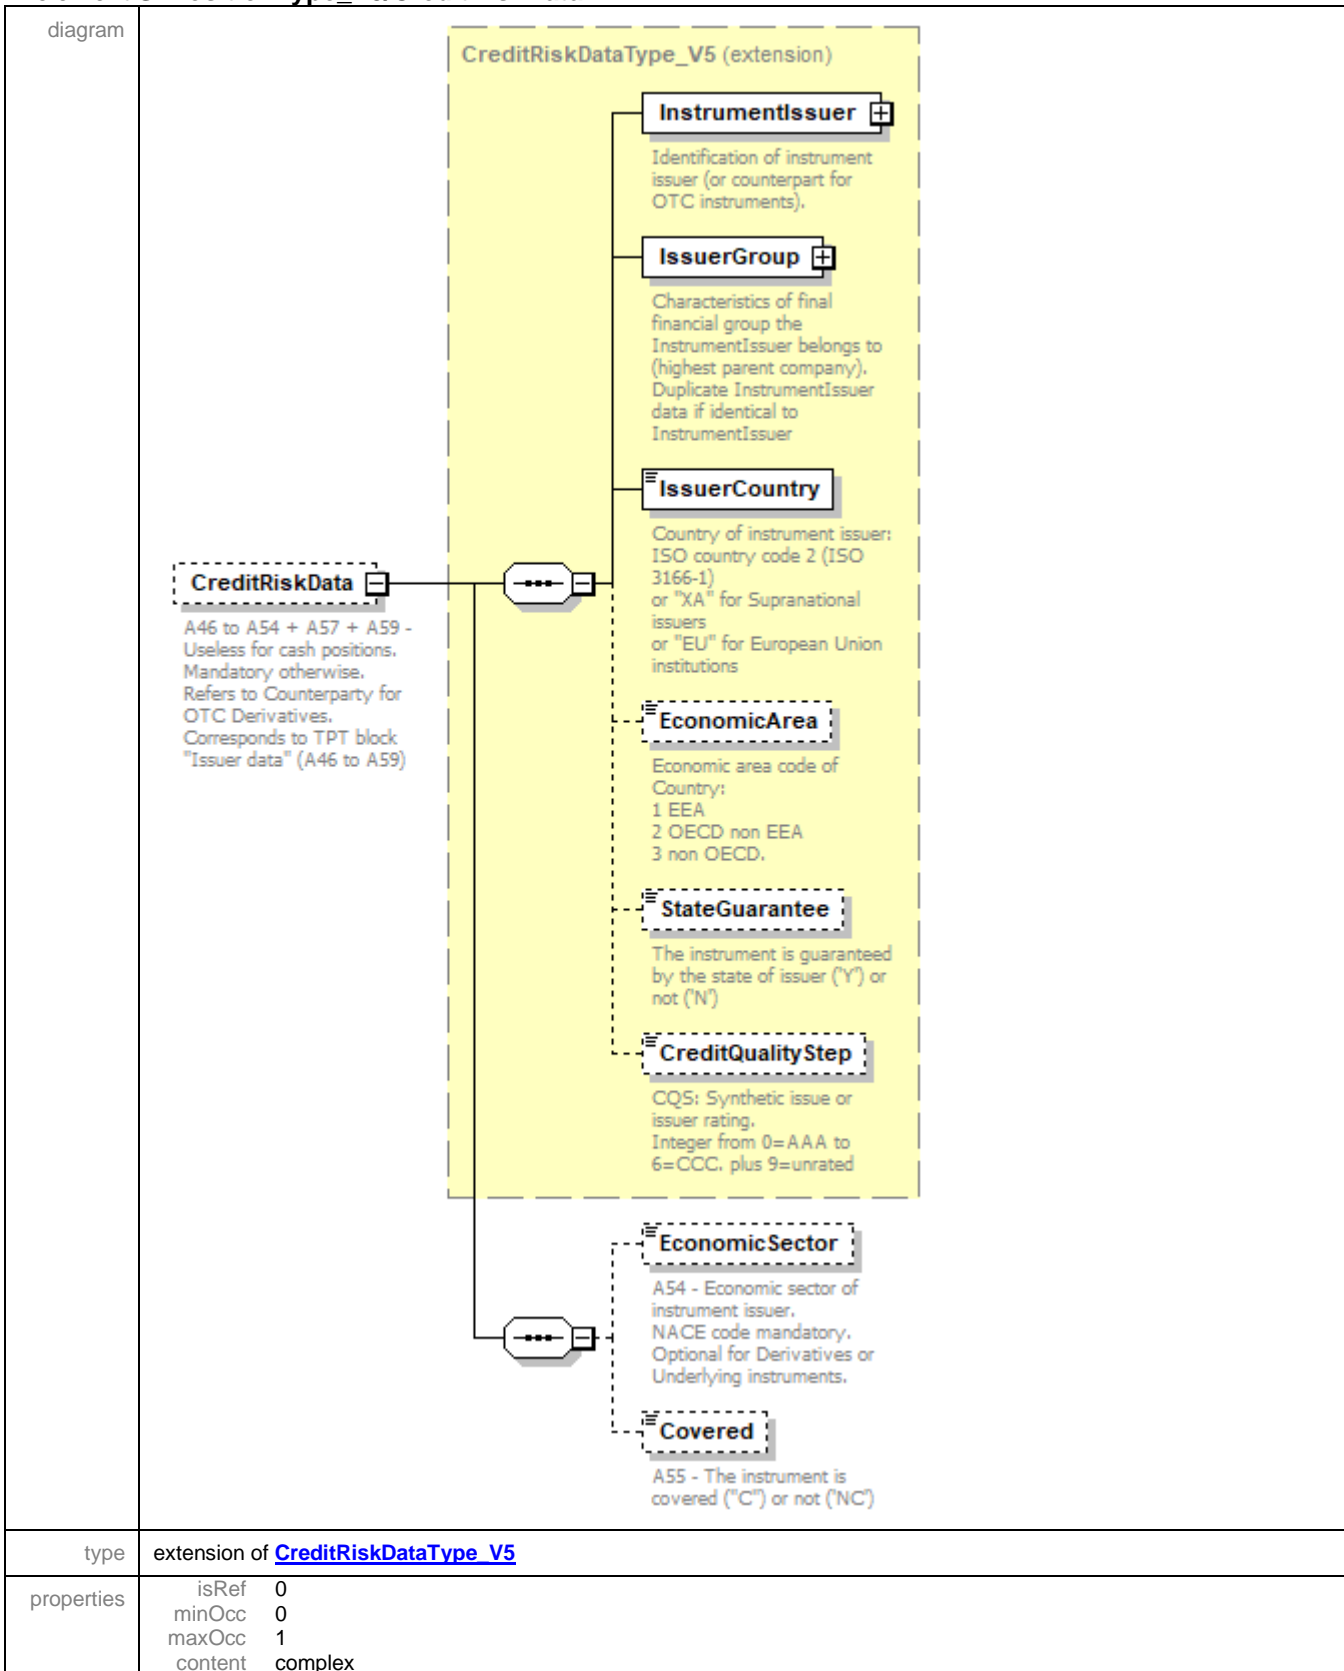 diagram
CreditRiskDataType_V5 (extension)
InstrumentIssuer
Identification of instrument
issuer (or counterpart for
OTC instruments).
IssuerGroup
Characteristics of final
financial group the
InstrumentIssuer belongs to
(highest parent company).
Duplicate InstrumentIssuer
data if identical to
InstrumentIssuer
IssuerCountry
Country of instrument issuer:
ISO country code 2 (ISO
3166-1)
or "XA" for Supranational
issuers
or "EU" for European Union
institutions
CreditRiskData
A46 to A54 + A57 + A59 -
Useless for cash positions.
Mandatory otherwise.
Refers to Counterparty for
OTC Derivatives.
Corresponds to TPT block
"Issuer data" (A46 to A59)
EconomicArea
Economic area code of
Country:
1 EEA
2 OECD non EEA
3 non OECD.
StateGuarantee
The instrument is guaranteed
by the state of issuer ('Y') or
not ('N')
CreditQualityStep
CQS: Synthetic issue or
issuer rating.
Integer from 0=AAA to
6=CCC. plus 9=unrated
EconomicSector
A54 - Economic sector of
instrument issuer.
NACE code mandatory.
Optional for Derivatives or
Underlying instruments.
Covered
A55 - The instrument is
covered ("C") or not ('NC')
type extension of CreditRiskDataType_V5
properties isRef 0
minOcc 0
maxOcc 1
content complex